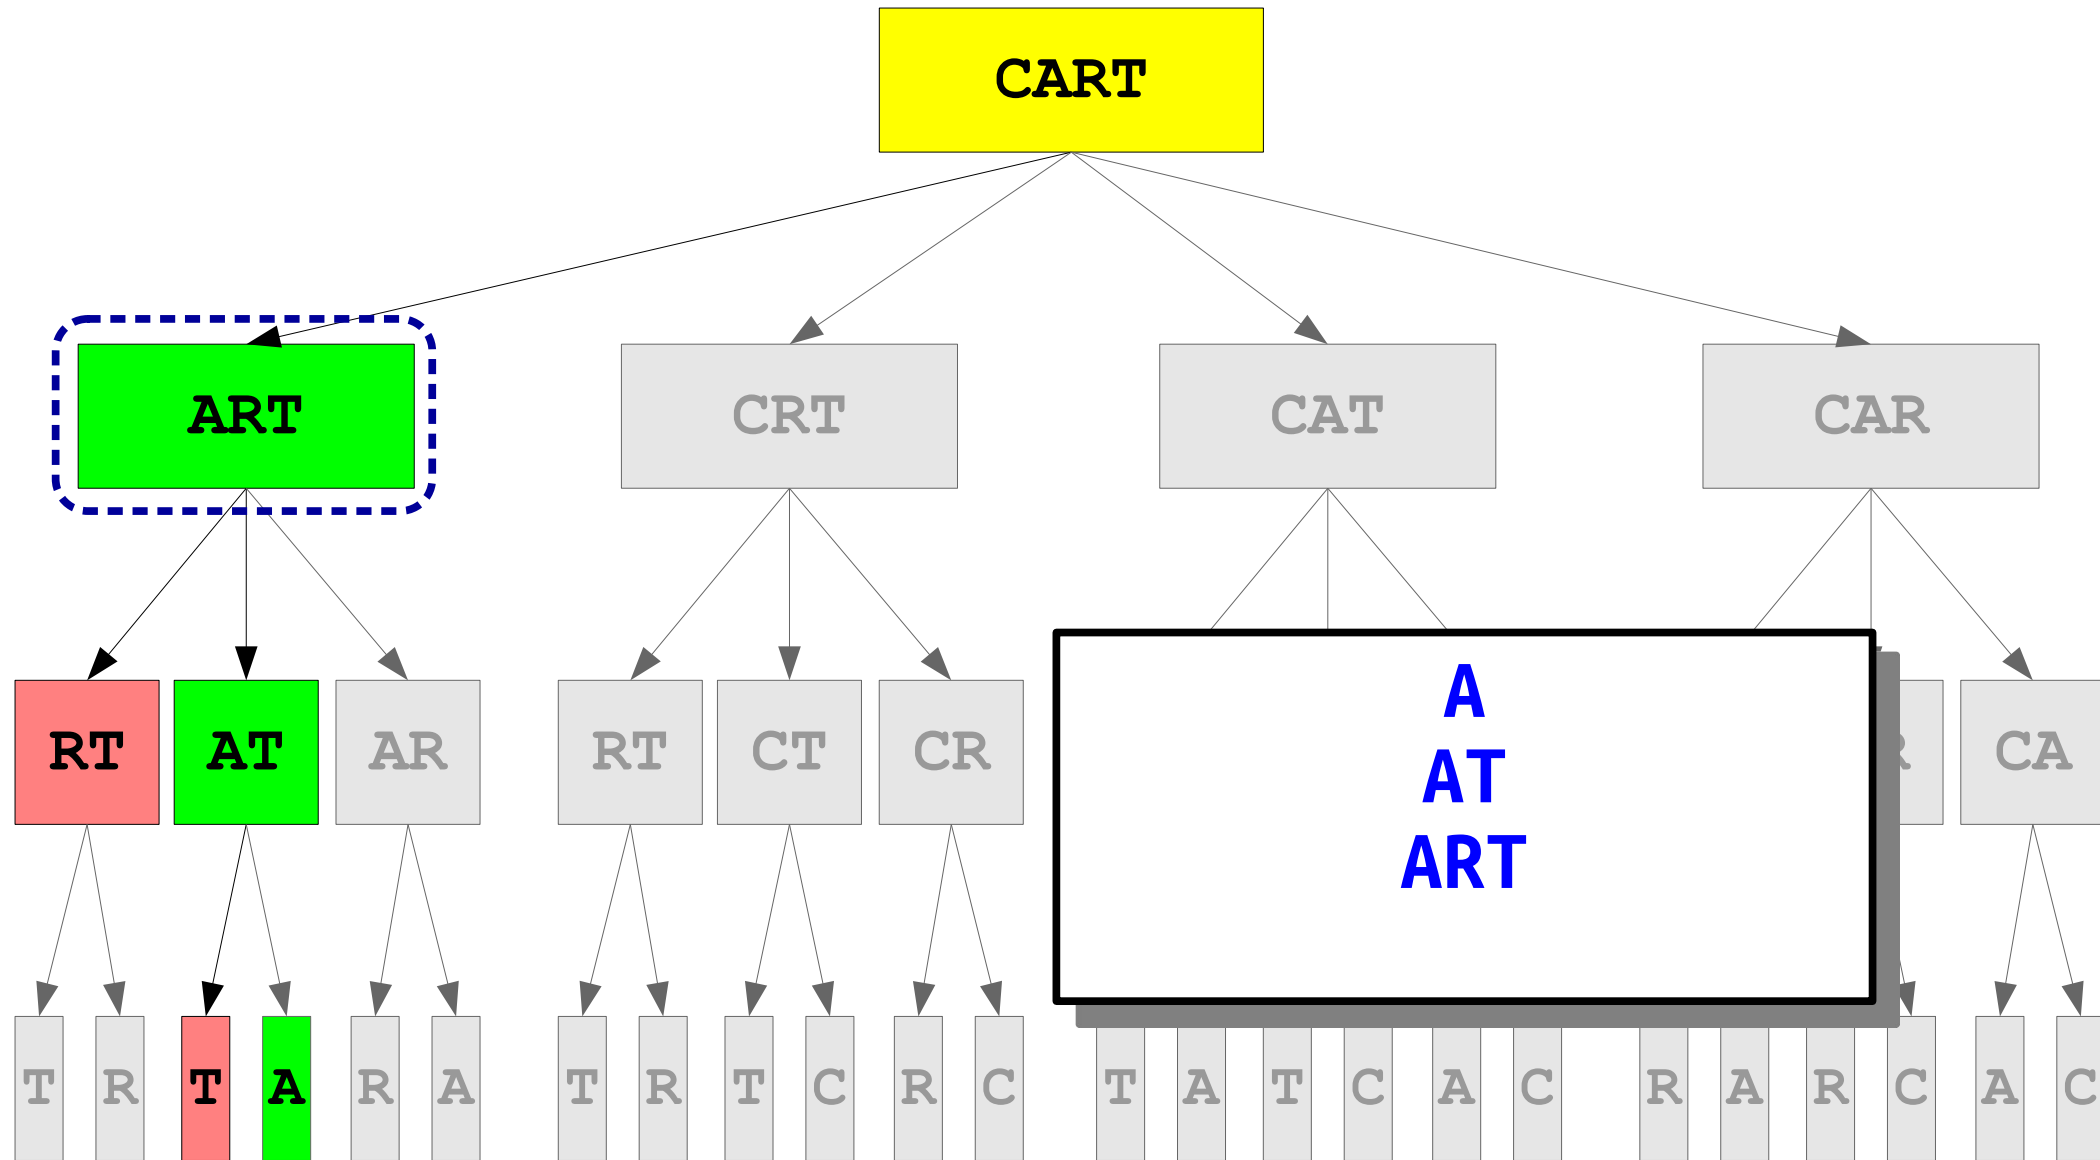 CART
ART CRT CAT CAR
RT AT AR RT CT CR CA
A
AT
ART
T R T A R A T R T C R C T A T C A C R A R C A C